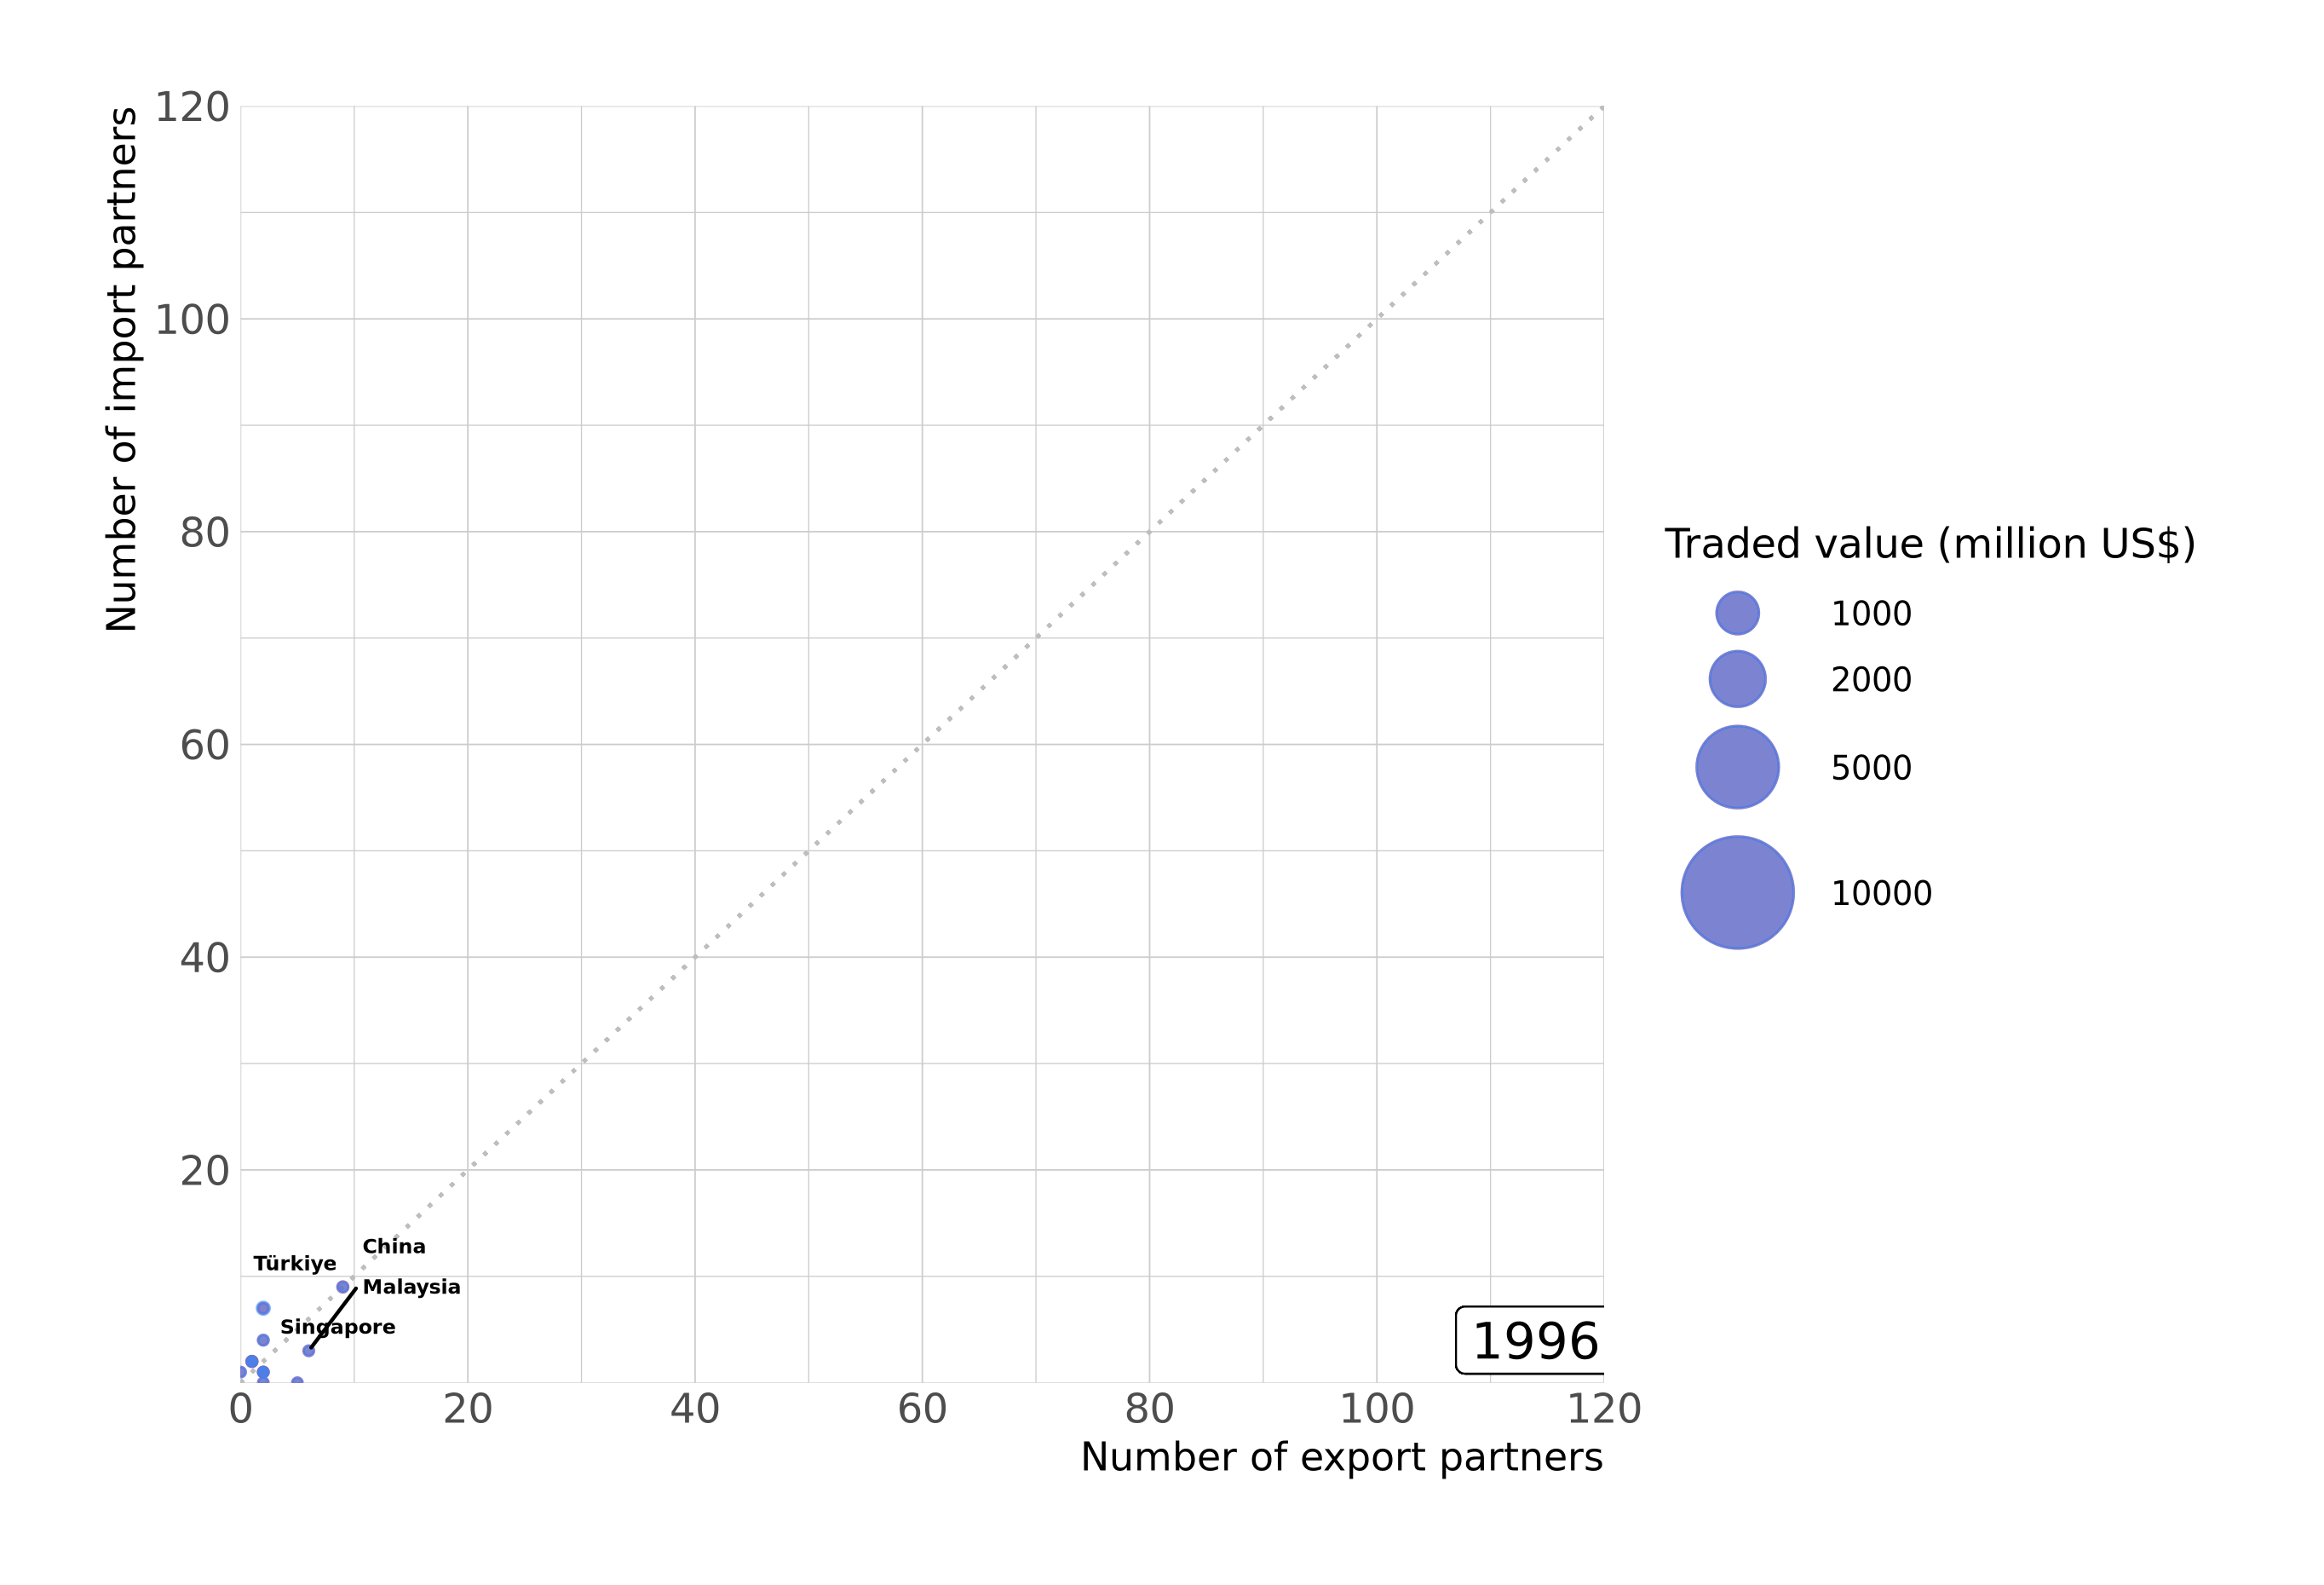 Number of import partners
120
100
80
60
40
20
Türkiye
China
Malaysia
Singapore
1996
0
20
40
60
80
100
120
Number of export partners
Traded value (million US$)
1000
2000
5000
10000